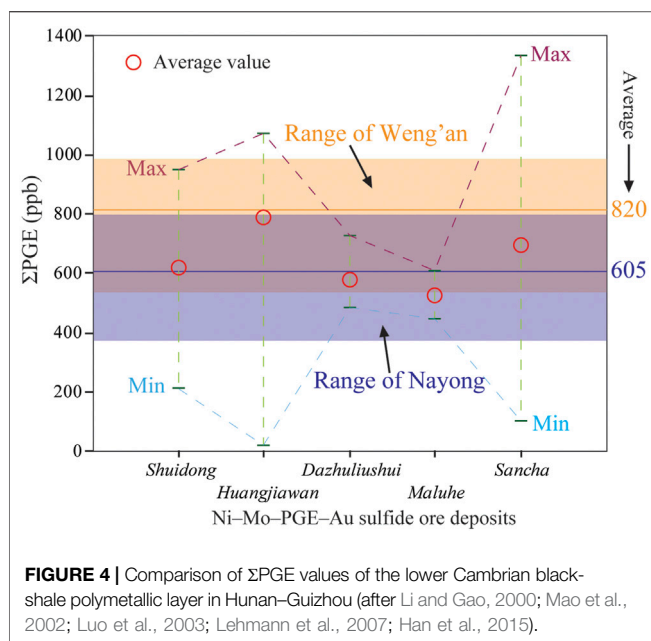 1400
1200
1000
800
600
400
200
0
ΣPGE (ppb)
Average value
Max
Max
Range of Weng'an
Average
820
605
Min
Range of Nayong
Min
Shuidong
Huangjiawan
Dazhuliushui
Maluhe
Sancha
Ni–Mo–PGE–Au sulfide ore deposits
FIGURE 4 | Comparison of ΣPGE values of the lower Cambrian black-
shale polymetallic layer in Hunan–Guizhou (after Li and Gao, 2000; Mao et al.,
2002; Luo et al., 2003; Lehmann et al., 2007; Han et al., 2015).